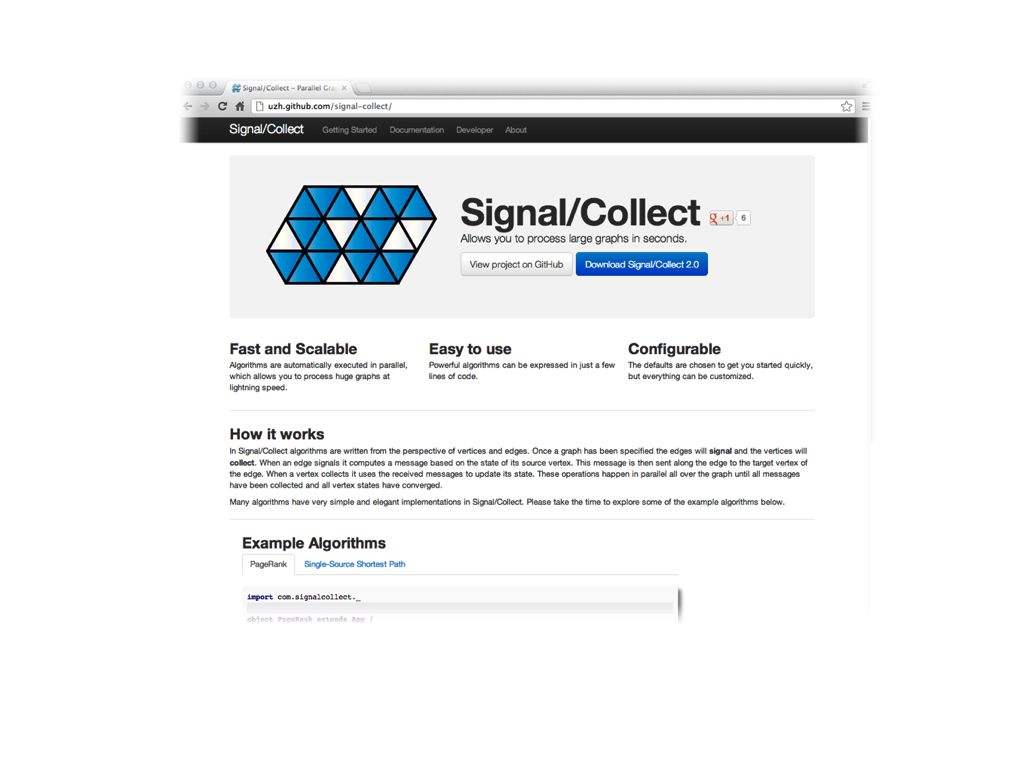 Signal/Collect – Parallel Gra
uzh.github.com/signal-collect/
Signal/Collect Getting Started Documentation Developer About
Signal/Collect
g +1 6
Allows you to process large graphs in seconds.
View project on GitHub Download Signal/Collect 2.0
Fast and Scalable
Algorithms are automatically executed in parallel,
which allows you to process huge graphs at
lightning speed.
Easy to use
Powerful algorithms can be expressed in just a few
lines of code.
Configurable
The defaults are chosen to get you started quickly,
but everything can be customized.
How it works
In Signal/Collect algorithms are written from the perspective of vertices and edges. Once a graph has been specified the edges will signal and the vertices will
collect. When an edge signals it computes a message based on the state of its source vertex. This message is then sent along the edge to the target vertex of
the edge. When a vertex collects it uses the received messages to update its state. These operations happen in parallel all over the graph until all messages
have been collected and all vertex states have converged.
Many algorithms have very simple and elegant implementations in Signal/Collect. Please take the time to explore some of the example algorithms below.
Example Algorithms
PageRank Single-Source Shortest Path
import com.signalcollect._
object PageRank extends App {